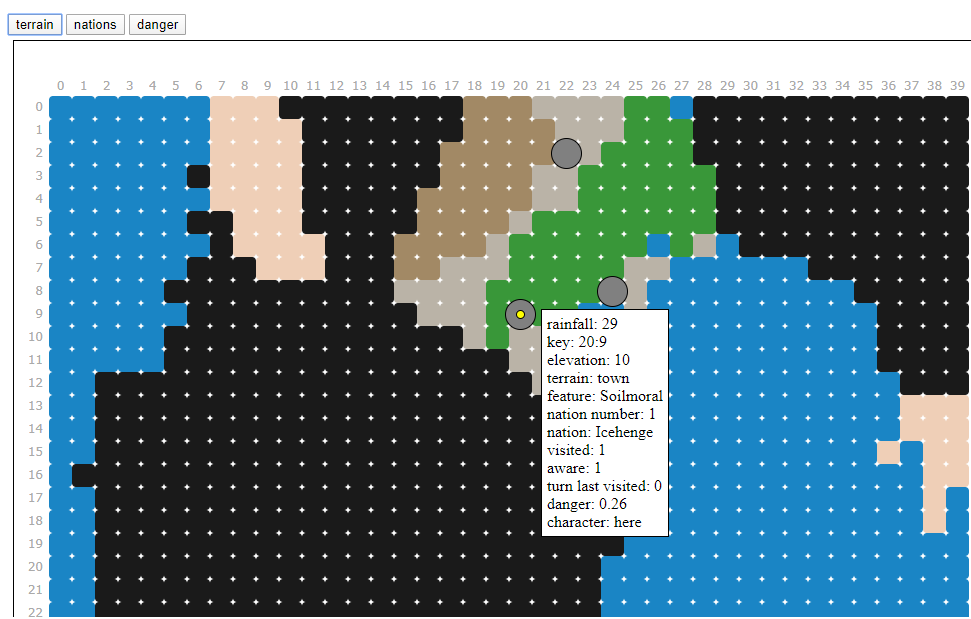 terrain nations danger
0 1 2 3 4 5 6 7 8 9 10 11 12 13 14 15 16 17 18 19 20 21 22 23 24 25 26 27 28 29 30 31 32 33 34 35 36 37 38 39
0
1
2
3
4
5
6
7
8
9
10
11
12
13
14
15
16
17
18
19
20
21
22
rainfall: 29
key: 20:9
elevation: 10
terrain: town
feature: Soilmoral
nation number: 1
nation: Icehenge
visited: 1
aware: 1
turn last visited: 0
danger: 0.26
character: here